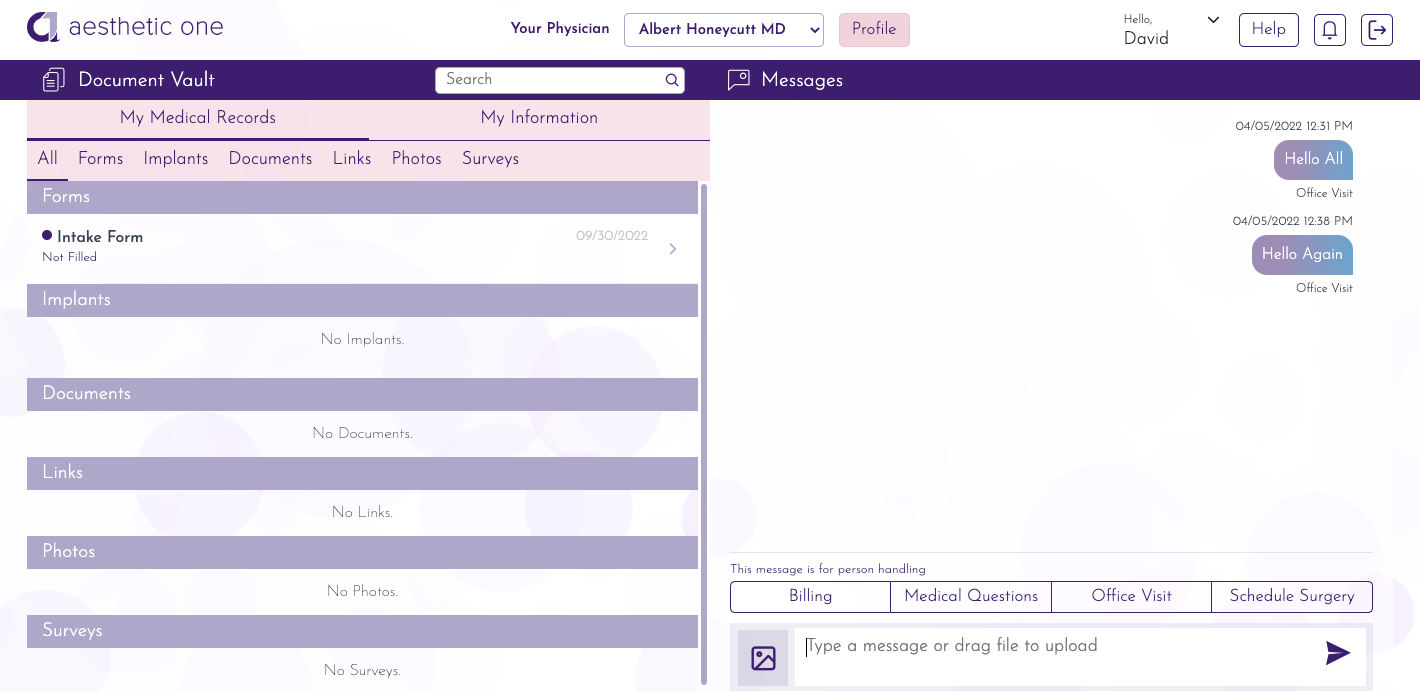 aesthetic one
Your Physician
Albert Honeycutt MD
Profile
Hello,
David
Help
Document Vault
Search
Messages
My Medical Records
My Information
All Forms Implants Documents Links Photos Surveys
Forms
Intake Form
09/30/2022
Not Filled
Implants
No Implants.
Documents
No Documents.
Links
No Links.
Photos
No Photos.
Surveys
No Surveys.
04/05/2022 12:31 PM
Hello All
Office Visit
04/05/2022 12:38 PM
Hello Again
Office Visit
This message is for person handling
Billing
Medical Questions
Office Visit
Schedule Surgery
Type a message or drag file to upload